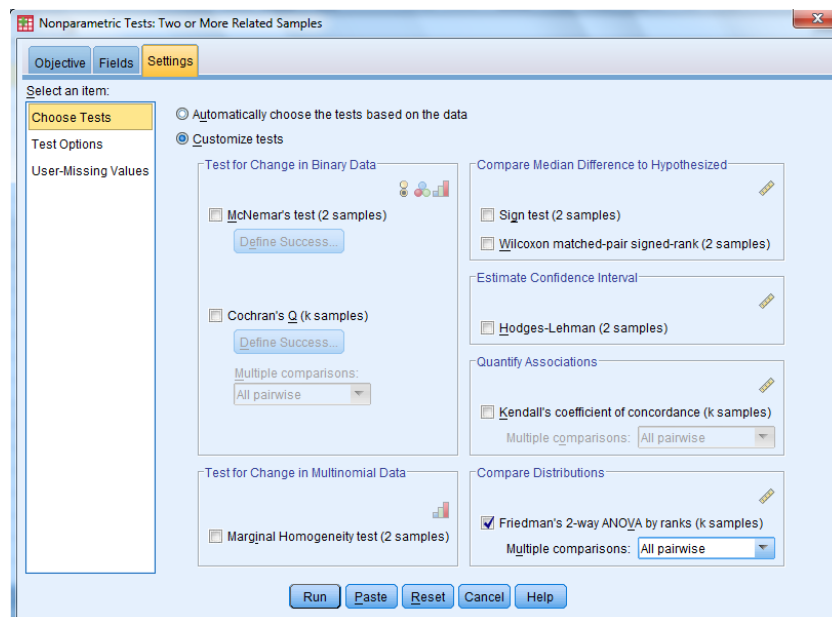 Nonparametric Tests: Two or More Related Samples
Objective Fields Settings
Select an item:
Choose Tests
Test Options
User-Missing Values
Automatically choose the tests based on the data
Customize tests
Test for Change in Binary Data
McNemar's test (2 samples)
Define Success...
Cochran's Q (k samples)
Define Success...
Multiple comparisons:
All pairwise
Test for Change in Multinomial Data
Marginal Homogeneity test (2 samples)
Compare Median Difference to Hypothesized
Sign test (2 samples)
Wilcoxon matched-pair signed-rank (2 samples)
Estimate Confidence Interval
Hodges-Lehman (2 samples)
Quantify Associations
Kendall's coefficient of concordance (k samples)
Multiple comparisons: All pairwise
Compare Distributions
Friedman's 2-way ANOVA by ranks (k samples)
Multiple comparisons: All pairwise
Run Paste Reset Cancel Help